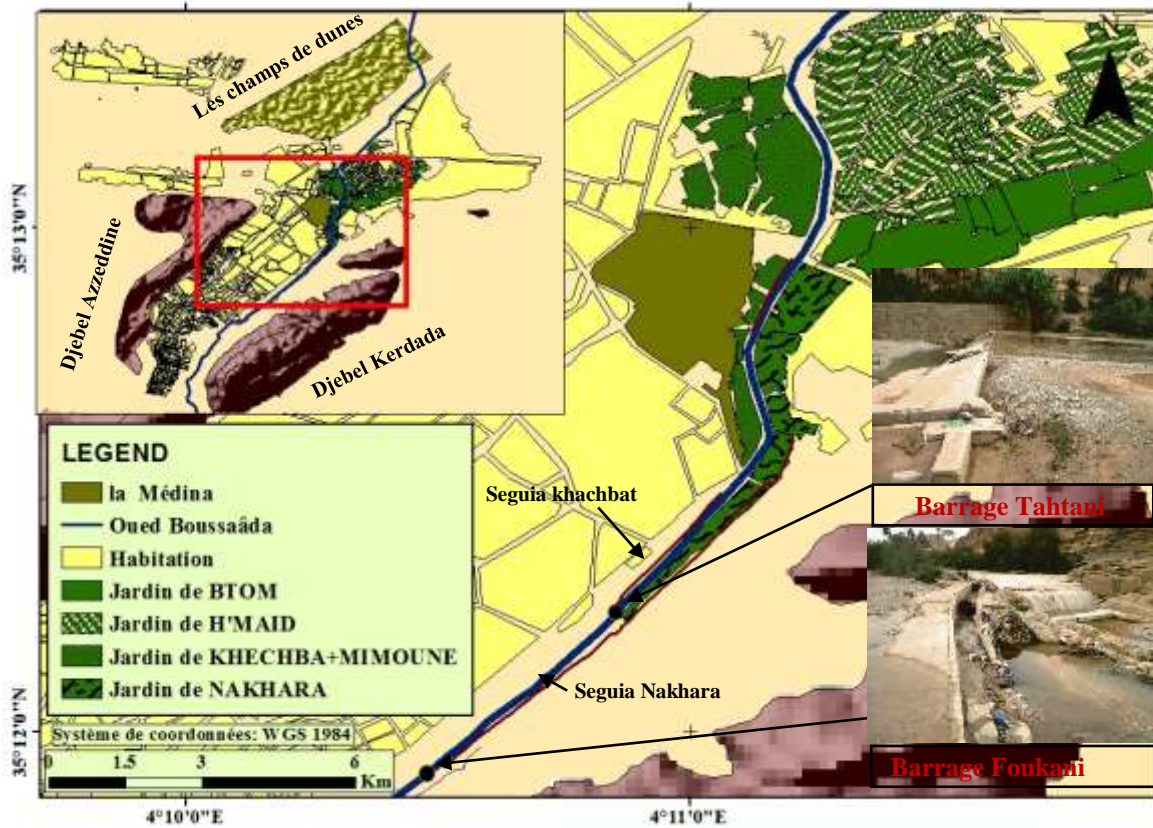 Les champs de dunes
Djebel Azzeddine
Djebel Kerdada
35°13'0"N
35°12'0"N
LEGEND
la Médina
Oued Boussaâda
Habitation
Jardin de BTOM
Jardin de H'MAID
Jardin de KHECHBA+MIMOUNE
Jardin de NAKHARA
Système de coordonnées: WGS 1984
0 1.5 3 6
Km
Seguia khachbat
Seguia Nakhara
Barrage Tahtani
Barrage Foukani
4°10'0"E
4°11'0"E